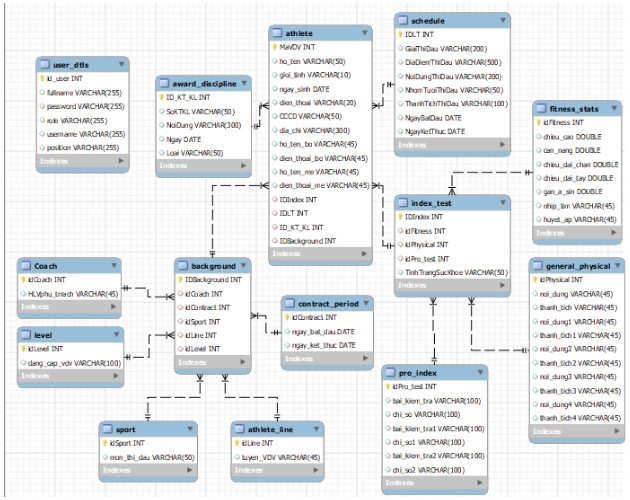 user_dtls
id_user INT
fullname VARCHAR(255)
password VARCHAR(255)
role VARCHAR(255)
username VARCHAR(255)
position VARCHAR(255)
Indexes
award_discipline
ID_KT_KL INT
SoKTKL VARCHAR(50)
NoiDung VARCHAR(300)
Ngay DATE
Loai VARCHAR(50)
Indexes
athlete
MaVDV INT
ho_ten VARCHAR(50)
gioi_tinh VARCHAR(10)
ngay_sinh DATE
dien_thoai VARCHAR(20)
CCCD VARCHAR(50)
dia_chi VARCHAR(300)
ho_ten_bo VARCHAR(45)
dien_thoai_bo VARCHAR(45)
ho_ten_me VARCHAR(45)
dien_thoai_me VARCHAR(45)
IDIndex INT
IDLT INT
ID_KT_KL INT
IDBackground INT
Indexes
schedule
IDLT INT
GiaiThiDau VARCHAR(200)
DiaDiemThiDau VARCHAR(500)
NoiDungThiDau VARCHAR(200)
NhomTuoiThiDau VARCHAR(50)
ThanhTichThiDau VARCHAR(100)
NgayBatDau DATE
NgayKetThuc DATE
Indexes
fitness_stats
idFitness INT
chieu_cao DOUBLE
can_nang DOUBLE
chieu_dai_chan DOUBLE
chieu_dai_tay DOUBLE
gan_a_sin DOUBLE
nhip_tim VARCHAR(45)
huyet_ap VARCHAR(45)
Indexes
index_test
IDIndex INT
idFitness INT
idPhysical INT
idPro_test INT
TinhTrangSucKhoe VARCHAR(50)
Indexes
Coach
idCoach INT
HLVphu_trach VARCHAR(45)
Indexes
background
IDBackground INT
idCoach INT
idContract INT
idSport INT
idLine INT
idLevel INT
Indexes
contract_period
idContract INT
ngay_bat_dau DATE
ngay_ket_thuc DATE
Indexes
general_physical
idPhysical INT
noi_dung VARCHAR(45)
thanh_tich VARCHAR(45)
noi_dung1 VARCHAR(45)
thanh_tich1 VARCHAR(45)
noi_dung2 VARCHAR(45)
thanh_tich2 VARCHAR(45)
noi_dung3 VARCHAR(45)
thanh_tich3 VARCHAR(45)
noi_dung4 VARCHAR(45)
thanh_tich4 VARCHAR(45)
Indexes
level
idLevel INT
dang_cap_vdv VARCHAR(100)
Indexes
pro_index
idPro_test INT
bai_kiem_tra VARCHAR(100)
chi_so VARCHAR(100)
bai_kiem_tra1 VARCHAR(100)
chi_so1 VARCHAR(100)
bai_kiem_tra2 VARCHAR(100)
chi_so2 VARCHAR(100)
Indexes
sport
idSport INT
mon_thi_dau VARCHAR(50)
Indexes
athlete_line
idLine INT
tuyen_VDV VARCHAR(45)
Indexes